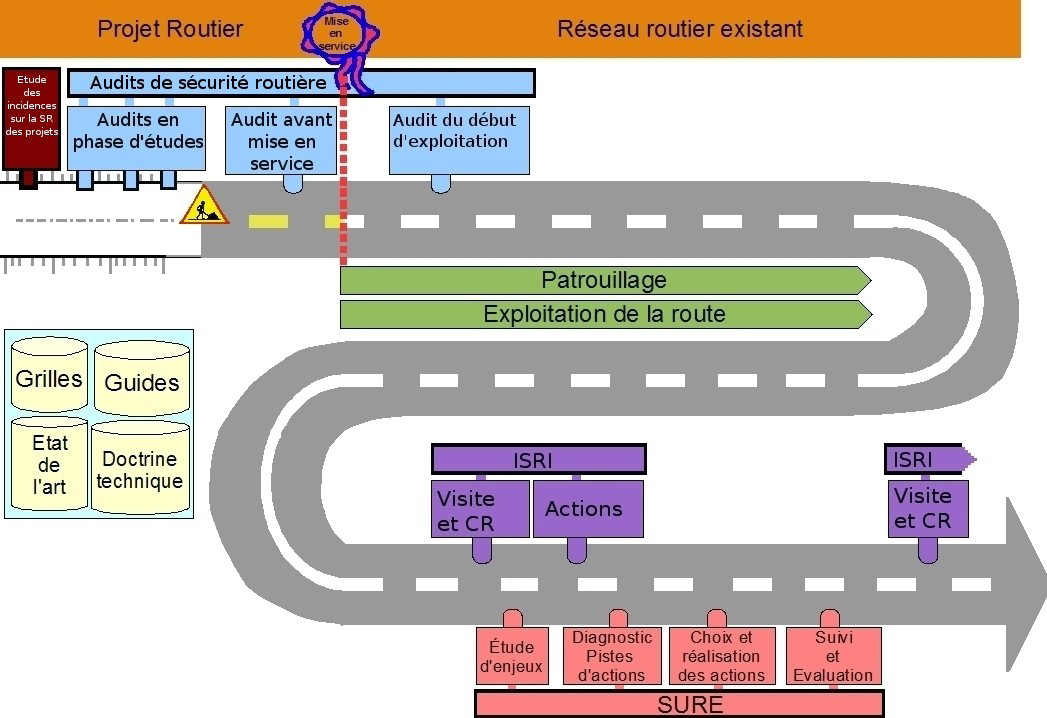 Projet Routier
Mise
en
service
Réseau routier existant
Etude
des
incidences
sur la SR
des projets
Audits de sécurité routière
Audits en
phase d'études
Audit avant
mise en
service
Audit du début
d'exploitation
Patrouillage
Exploitation de la route
Grilles
Guides
Etat
de
l'art
Doctrine
technique
ISRI
Visite
et CR
Actions
ISRI
Visite
et CR
Étude
d'enjeux
Diagnostic
Pistes
d'actions
Choix et
réalisation
des actions
Suivi
et
Evaluation
SURE